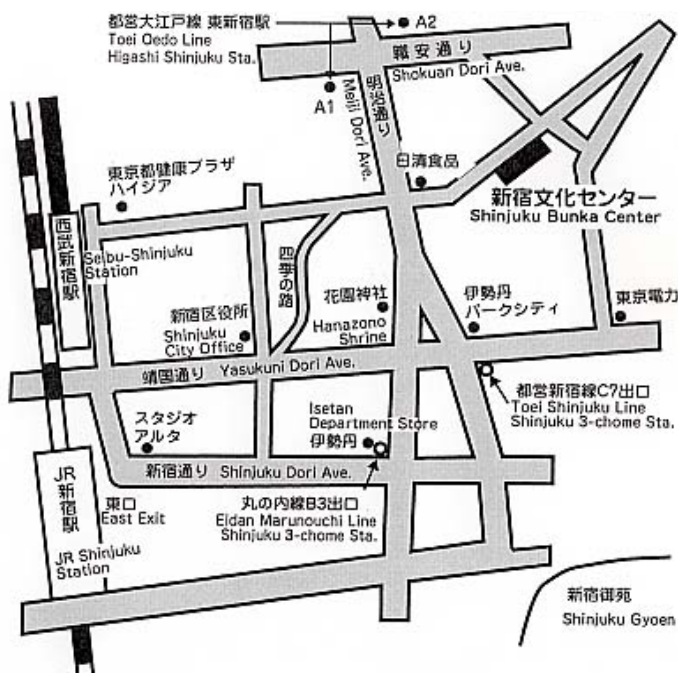 都営大江戸線 東新宿駅
Toei Oedo Line
Higashi Shinjuku Sta.
A2
A1
職安通り
Shokuan Dori Ave.
明治通り
Meiji Dori Ave.
東京都健康プラザ
ハイジア
日清食品
新宿文化センター
Shinjuku Bunka Center
西武新宿駅
Seibu-Shinjuku
Station
四季の路
新宿区役所
Shinjuku
City Office
花園神社
Hanazono
Shrine
伊勢丹
パークシティ
東京電力
靖国通り Yasukuni Dori Ave.
都営新宿線C7出口
Toei Shinjuku Line
Shinjuku 3-chome Sta.
スタジオ
アルタ
Isetan
Department Store
伊勢丹
新宿通り Shinjuku Dori Ave.
JR
新宿駅
JR Shinjuku
Station
東口
East Exit
丸の内線B3出口
Eidan Marunouchi Line
Shinjuku 3-chome Sta.
新宿御苑
Shinjuku Gyoen